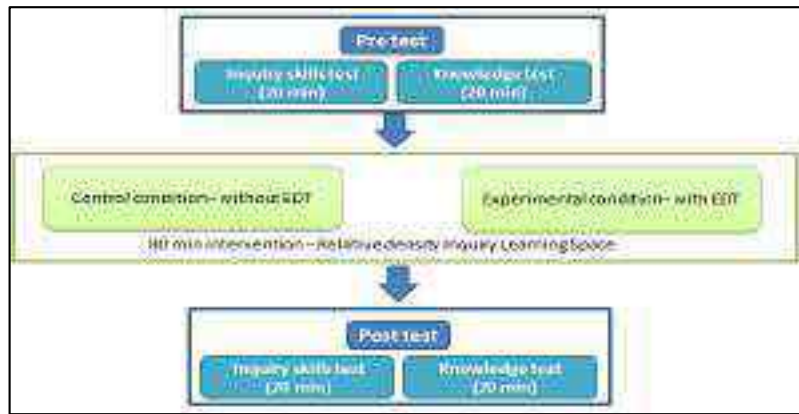 Pre test
Inquiry skills test
(20 min)
Knowledge test
(20 min)
Control condition– without EDT
Experimental condition– with EDT
min intervention – Relative density Inquiry Learning Space
Post test
Inquiry skills test
(20 min)
Knowledge test
(20 min)